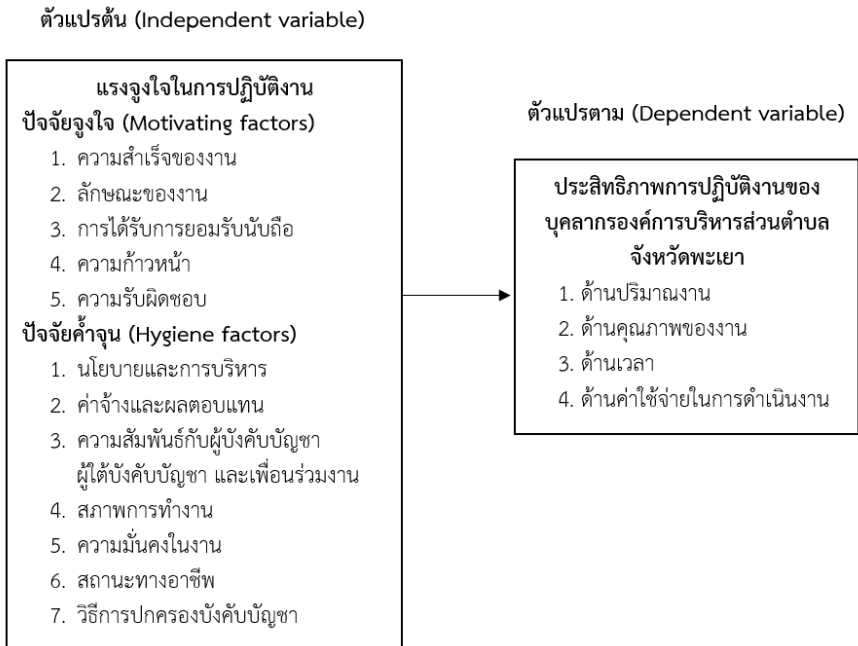 ตัวแปรต้น (Independent variable)
แรงจูงใจในการปฏิบัติงาน
ปัจจัยจูงใจ (Motivating factors)
1. ความสำเร็จของงาน
2. ลักษณะของงาน
3. การได้รับการยอมรับนับถือ
4. ความก้าวหน้า
5. ความรับผิดชอบ
ปัจจัยค้ำจุน (Hygiene factors)
1. นโยบายและการบริหาร
2. ค่าจ้างและผลตอบแทน
3. ความสัมพันธ์กับผู้บังคับบัญชา
ผู้ใต้บังคับบัญชา และเพื่อนร่วมงาน
4. สภาพการทำงาน
5. ความมั่นคงในงาน
6. สถานะทางอาชีพ
7. วิธีการปกครองบังคับบัญชา
ตัวแปรตาม (Dependent variable)
ประสิทธิภาพการปฏิบัติงานของ
บุคลากรองค์การบริหารส่วนตำบล
จังหวัดพะเยา
1. ด้านปริมาณงาน
2. ด้านคุณภาพของงาน
3. ด้านเวลา
4. ด้านค่าใช้จ่ายในการดำเนินงาน